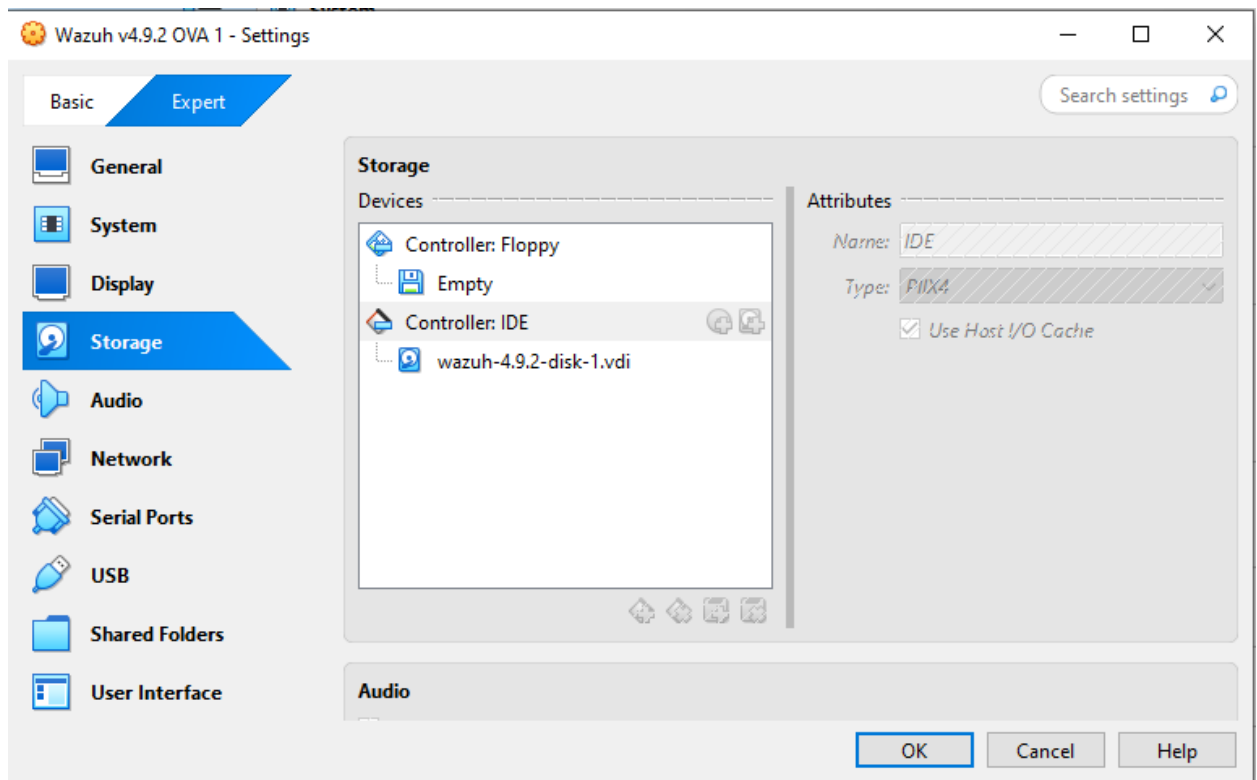 Wazuh v4.9.2 OVA 1 - Settings
Basic
Expert
Search settings
General
System
Display
Storage
Audio
Network
Serial Ports
USB
Shared Folders
User Interface
Storage
Devices
Controller: Floppy
Empty
Controller: IDE
wazuh-4.9.2-disk-1.vdi
Attributes
Name: IDE
Type: PIIX4
Use Host I/O Cache
Audio
OK
Cancel
Help